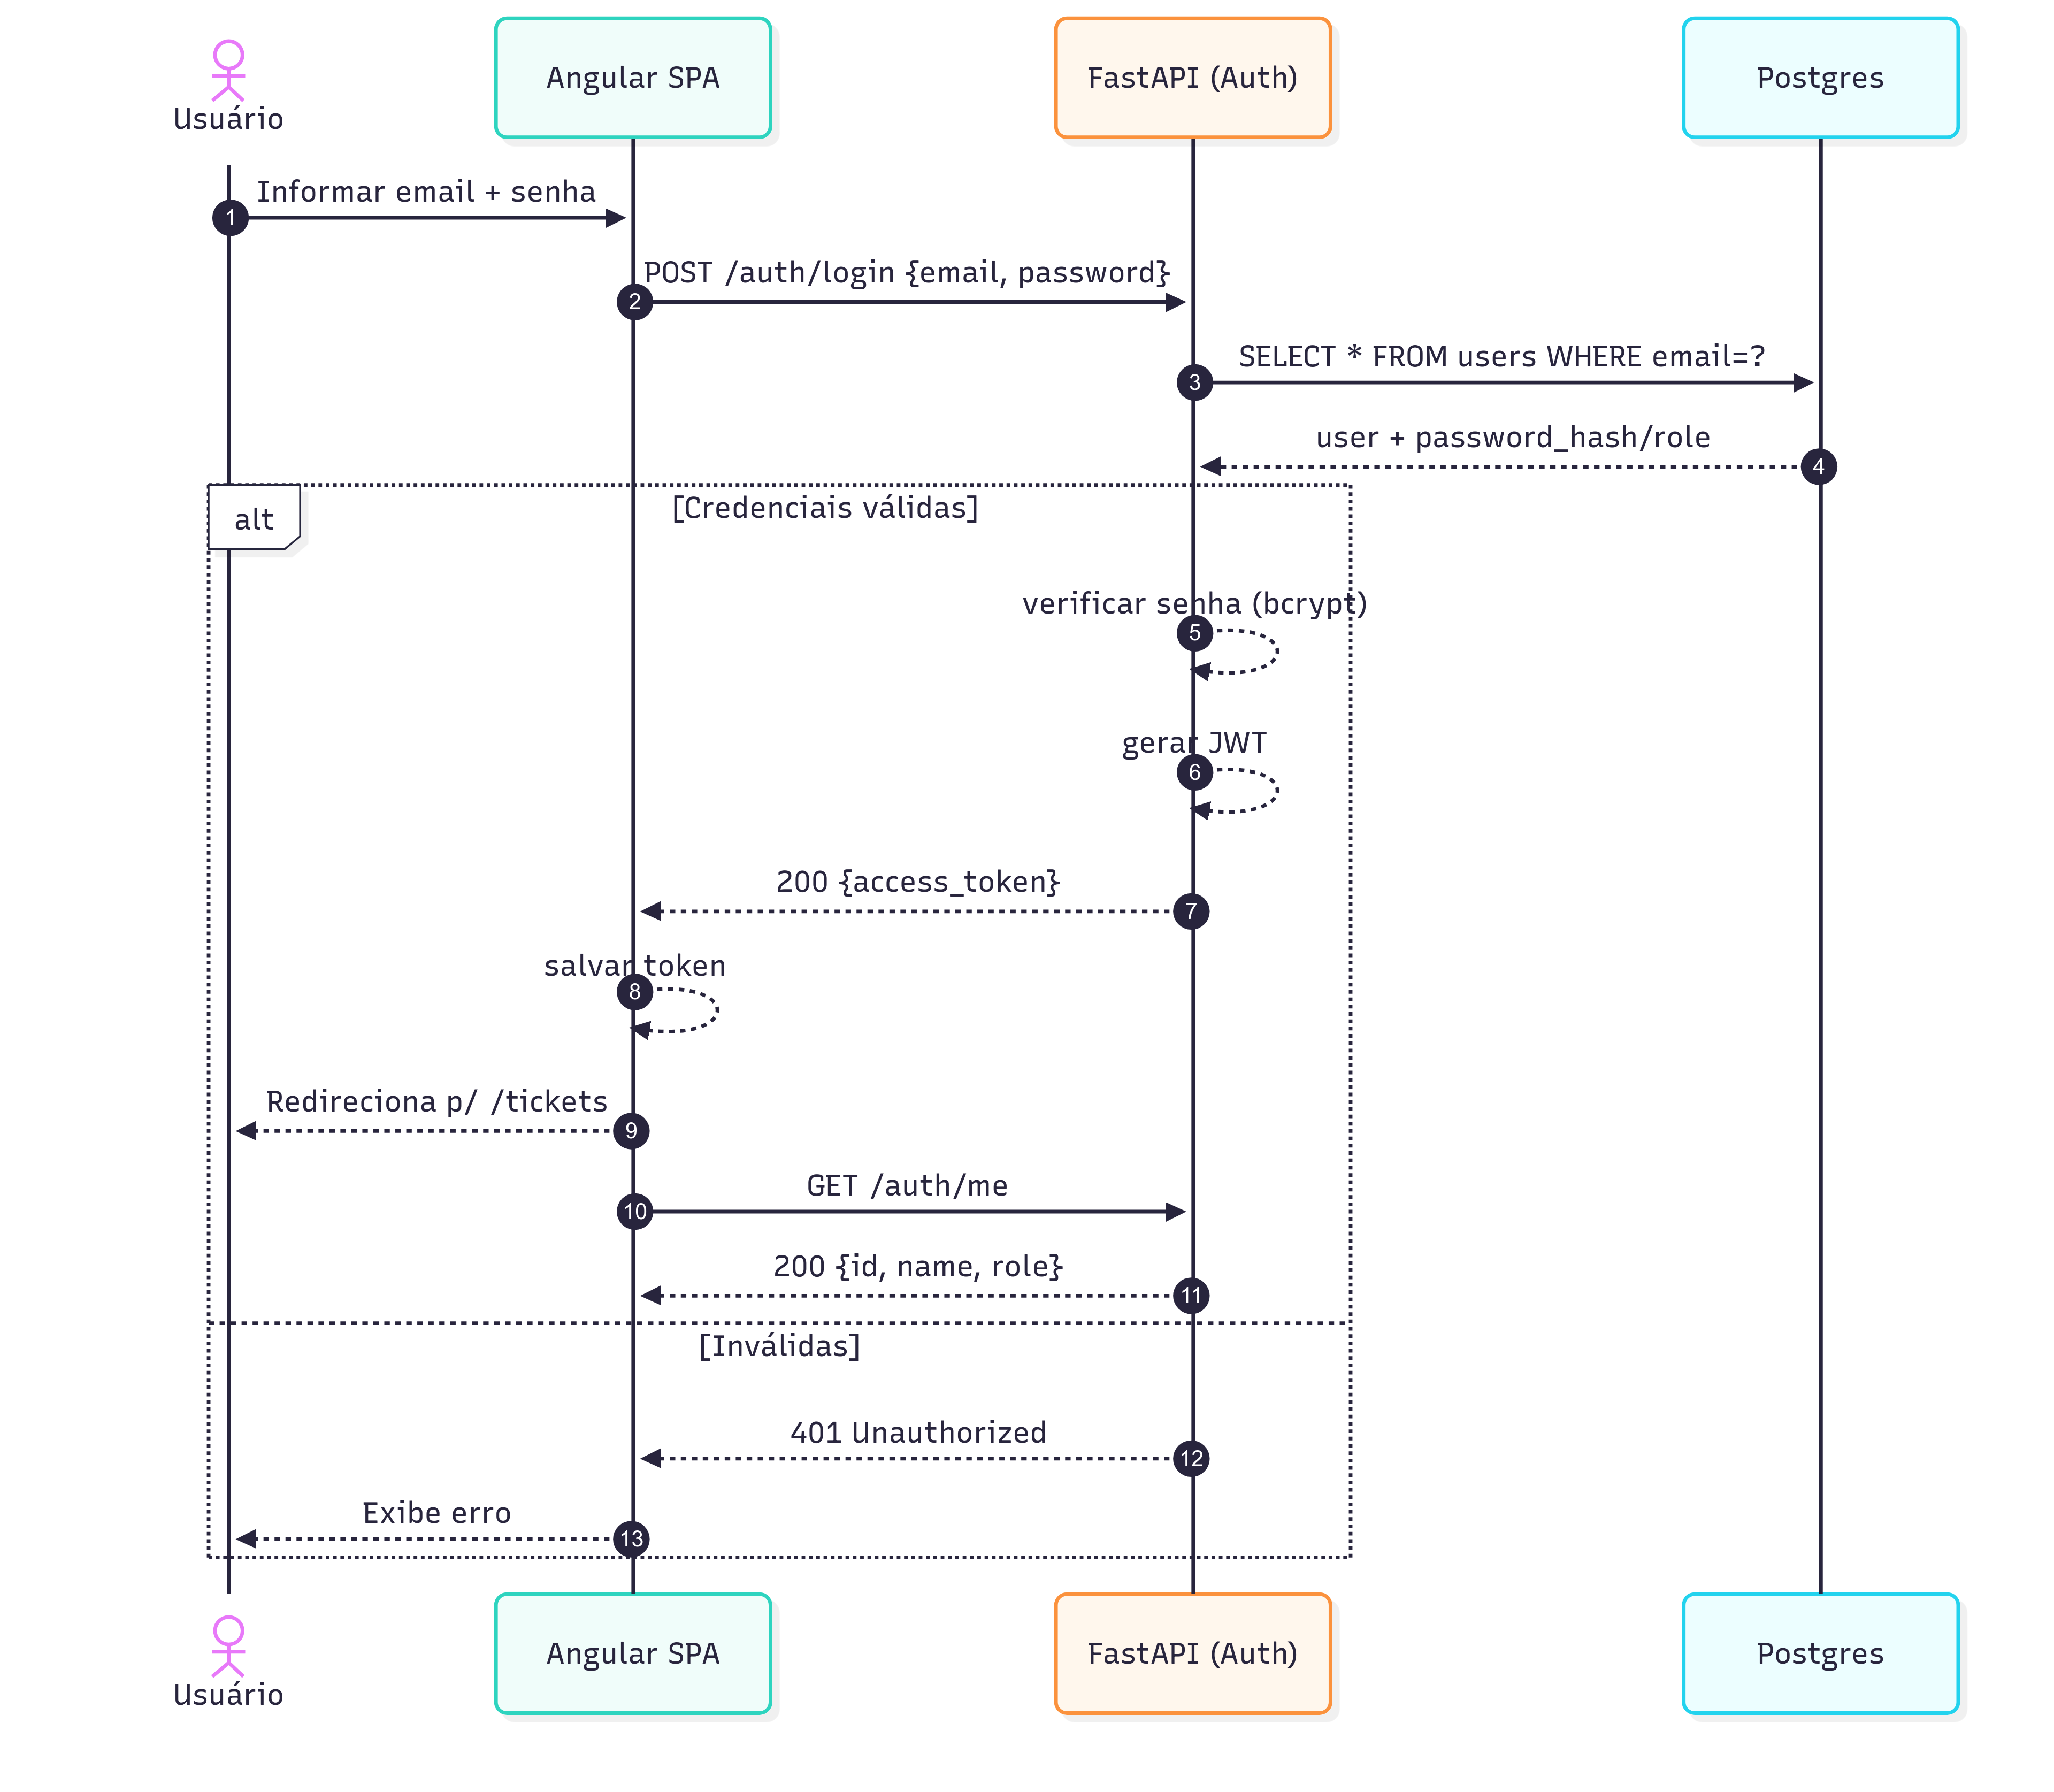 Usuário
Angular SPA
FastAPI (Auth)
Postgres
Informar email + senha
1
POST /auth/login {email, password}
2
SELECT * FROM users WHERE email=?
3
user + password_hash/role
4
alt
[Credenciais válidas]
verificar senha (bcrypt)
5
gerar JWT
6
200 {access_token}
7
salvar token
8
Redireciona p/ /tickets
9
GET /auth/me
10
200 {id, name, role}
11
[Inválidas]
401 Unauthorized
12
Exibe erro
13
Usuário
Angular SPA
FastAPI (Auth)
Postgres